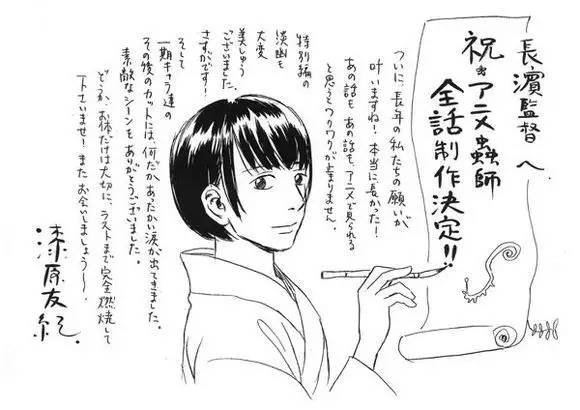 長濵監督へ
祝★アニメ蟲師
全話制作決定!!
ついに、長年の私たちの願いが
叶いますね!本当に長かった!
あの話も、あの話も、アニメで見られる
と思うとワクワクが止まりません。
特別編の
淡幽も
大変
美しゅう
ございました。
さすがです!
そして
一期キャラ達の
その後のカットには何だかあったかい涙が出てきました。
素敵なシーンをありがとうございました。
どうか、お体だけは大切に、ラストまで完全燃焼して
下さいませ!またお会いしましょう〜。
漆原友紀.